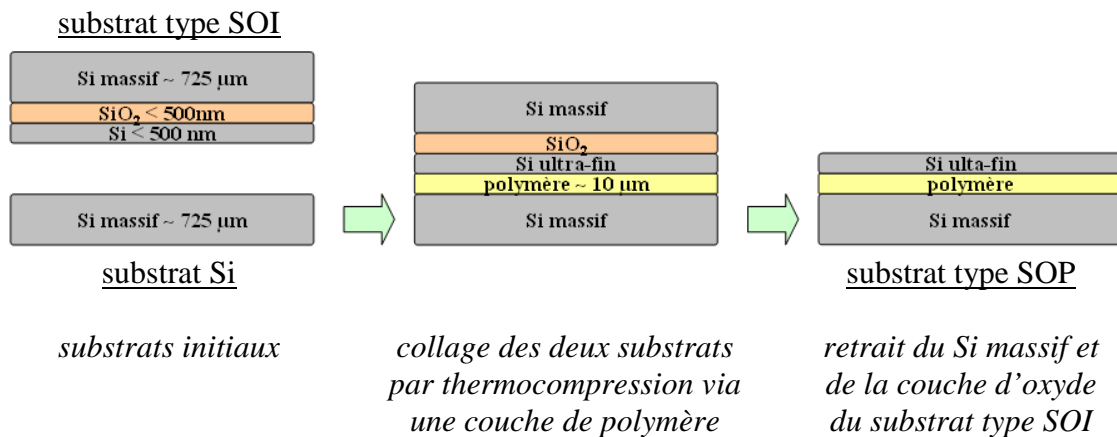 substrat type SOI
Si massif ~ 725 µm
SiO₂ < 500nm
Si < 500 nm
Si massif ~ 725 µm
substrat Si
substrats initiaux
Si massif
SiO₂
Si ultra-fin
polymère ~ 10 µm
Si massif
collage des deux substrats
par thermocompression via
une couche de polymère
Si ulta-fin
polymère
Si massif
substrat type SOP
retrait du Si massif et
de la couche d’oxyde
du substrat type SOI